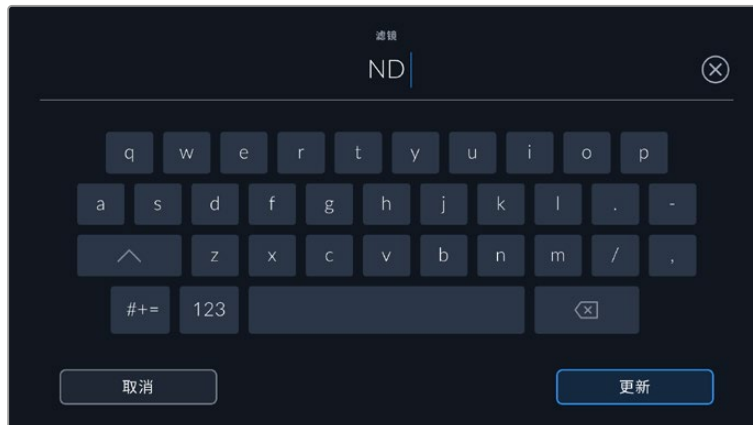 滤镜
ND
q w e r t y u i o p
a s d f g h j k l . -
z x c v b n m / ,
#+= 123
取消 更新